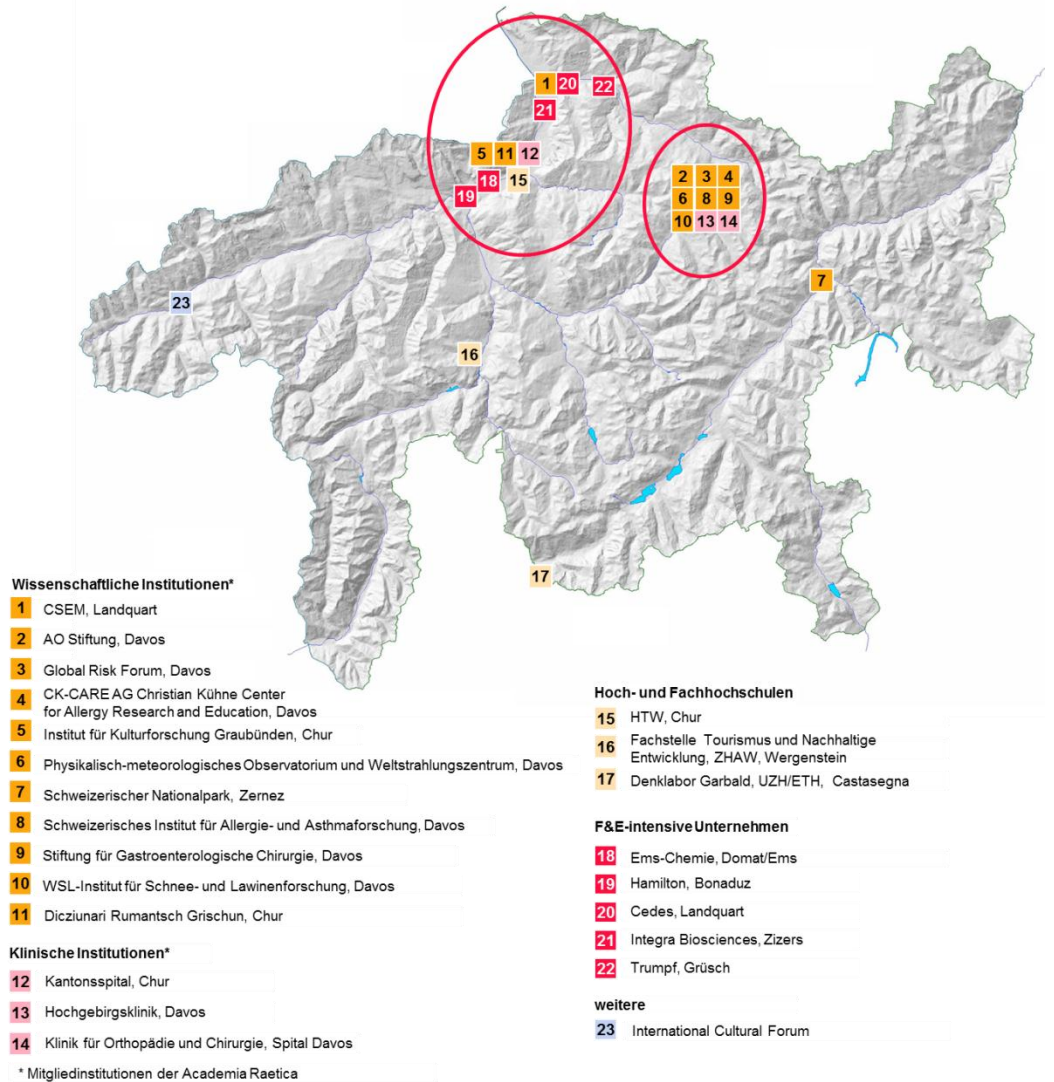 1 20 22
21
5 11 12
18 15
19
2 3 4
6 8 9
10 13 14
7
23
16
17
Wissenschaftliche Institutionen*
1 CSEM, Landquart
2 AO Stiftung, Davos
3 Global Risk Forum, Davos
4 CK-CARE AG Christian Kühne Center
for Allergy Research and Education, Davos
5 Institut für Kulturforschung Graubünden, Chur
6 Physikalisch-meteorologisches Observatorium und Weltstrahlungszentrum, Davos
7 Schweizerischer Nationalpark, Zernez
8 Schweizerisches Institut für Allergie- und Asthmaforschung, Davos
9 Stiftung für Gastroenterologische Chirurgie, Davos
10 WSL-Institut für Schnee- und Lawinenforschung, Davos
11 Dicziunari Rumantsch Grischun, Chur
Klinische Institutionen*
12 Kantonsspital, Chur
13 Hochgebirgsklinik, Davos
14 Klinik für Orthopädie und Chirurgie, Spital Davos
* Mitgliedinstitutionen der Academia Raetica
Hoch- und Fachhochschulen
15 HTW, Chur
16 Fachstelle Tourismus und Nachhaltige
Entwicklung, ZHAW, Wergenstein
17 Denklabor Garbald, UZH/ETH, Castasegna
F&E-intensive Unternehmen
18 Ems-Chemie, Domat/Ems
19 Hamilton, Bonaduz
20 Cedes, Landquart
21 Integra Biosciences, Zizers
22 Trumpf, Grüsch
weitere
23 International Cultural Forum